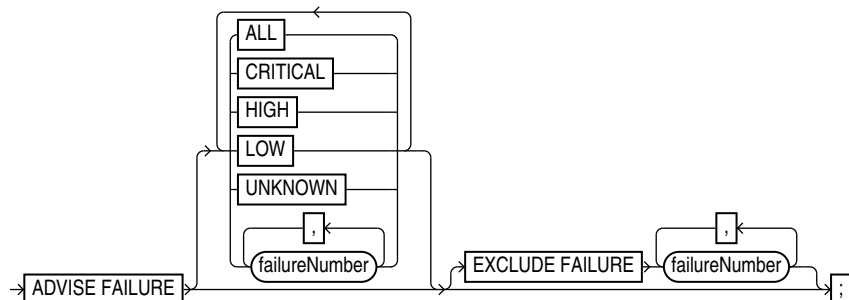 ALL
CRITICAL
HIGH
LOW
UNKNOWN
,
failureNumber
,
ADVISE FAILURE
EXCLUDE FAILURE
failureNumber
;